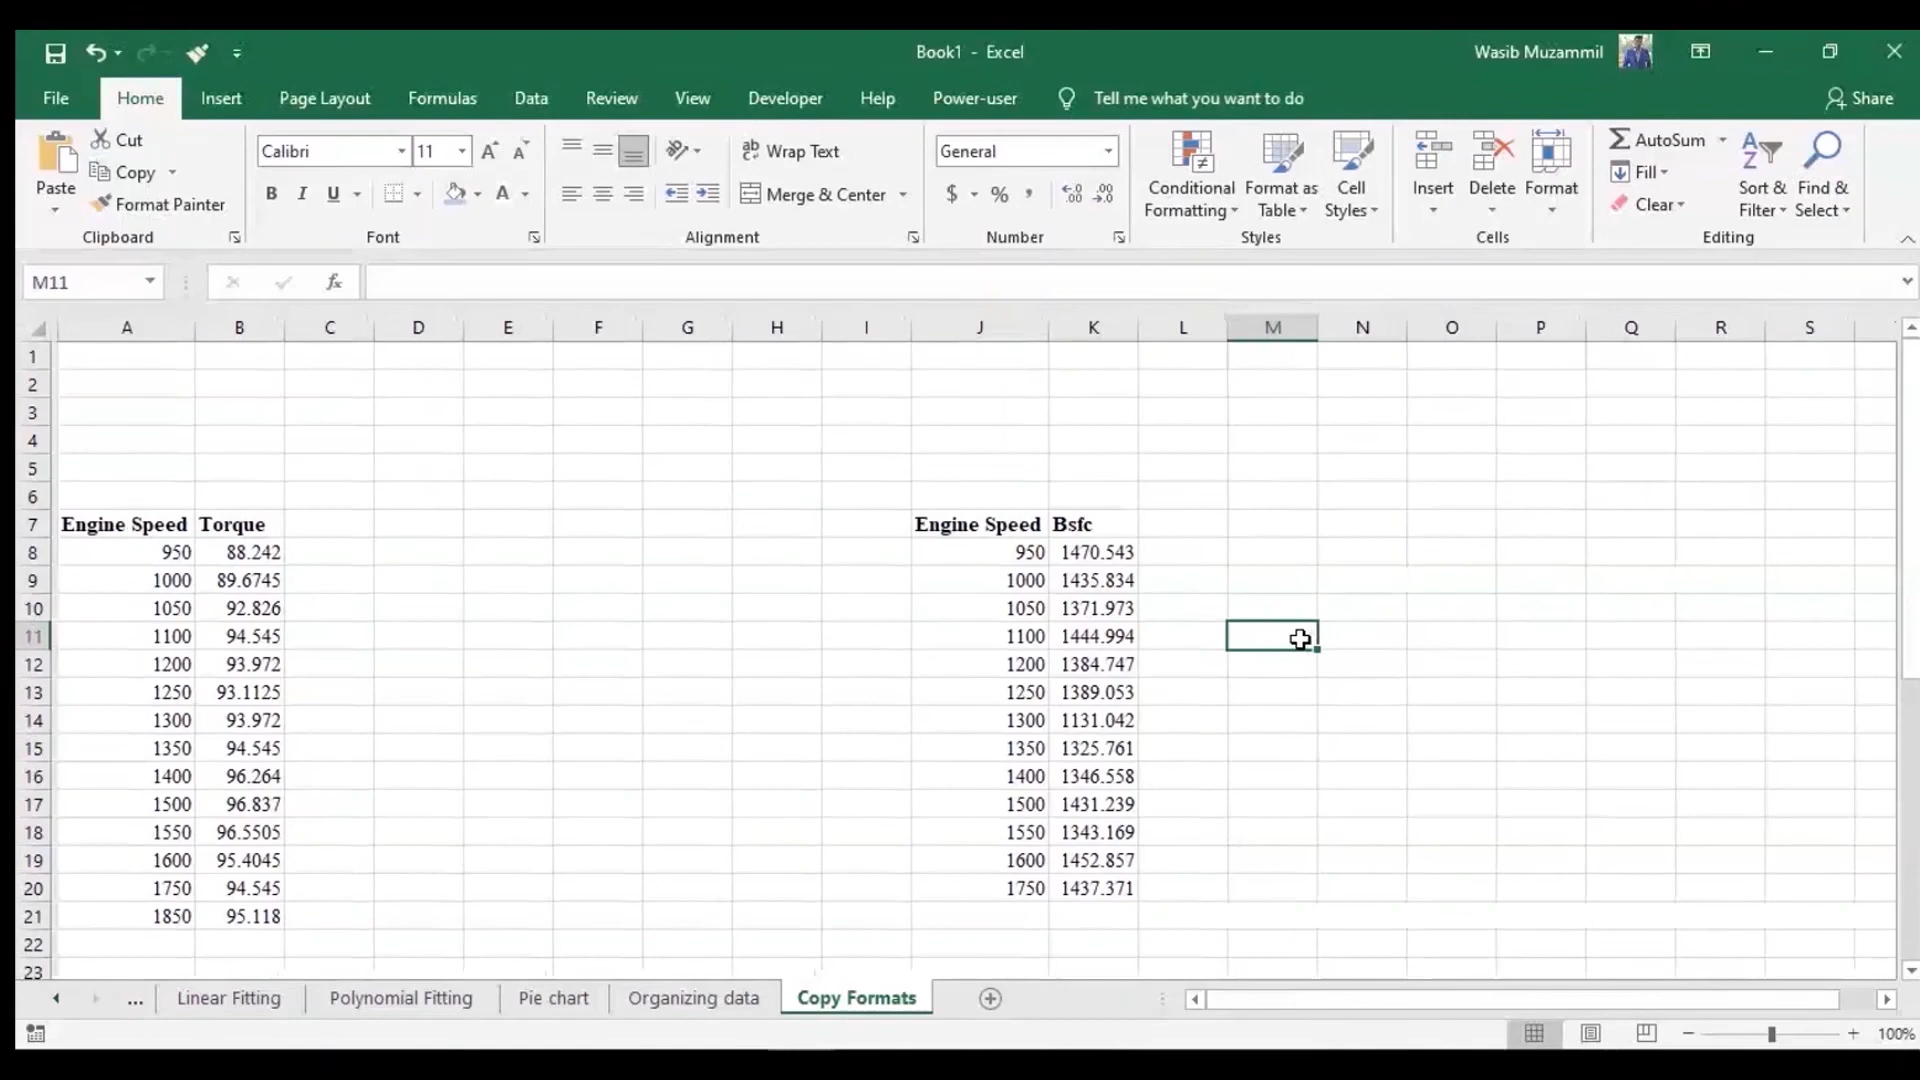 Book1 - Excel
Wasib Muzammil
File Home Insert Page Layout Formulas Data Review View Developer Help Power-user Tell me what you want to do Share
Cut
Copy
Format Painter
Paste
Clipboard
Calibri 11
B I U A
Font
ab Wrap Text
Merge & Center
Alignment
General
$ % ,
Number
Conditional Formatting
Format as Table
Cell Styles
Styles
Insert Delete Format
Cells
AutoSum
Fill
Clear
Sort & Filter
Find & Select
Editing
M11 fx
A B C D E F G H I J K L M N O P Q R S
1
2
3
4
5
6
7 Engine Speed Torque Engine Speed Bsfc
8 950 88.242 950 1470.543
9 1000 89.6745 1000 1435.834
10 1050 92.826 1050 1371.973
11 1100 94.545 1100 1444.994
12 1200 93.972 1200 1384.747
13 1250 93.1125 1250 1389.053
14 1300 93.972 1300 1131.042
15 1350 94.545 1350 1325.761
16 1400 96.264 1400 1346.558
17 1500 96.837 1500 1431.239
18 1550 96.5505 1550 1343.169
19 1600 95.4045 1600 1452.857
20 1750 94.545 1750 1437.371
21 1850 95.118
22
23
... Linear Fitting Polynomial Fitting Pie chart Organizing data Copy Formats
100%